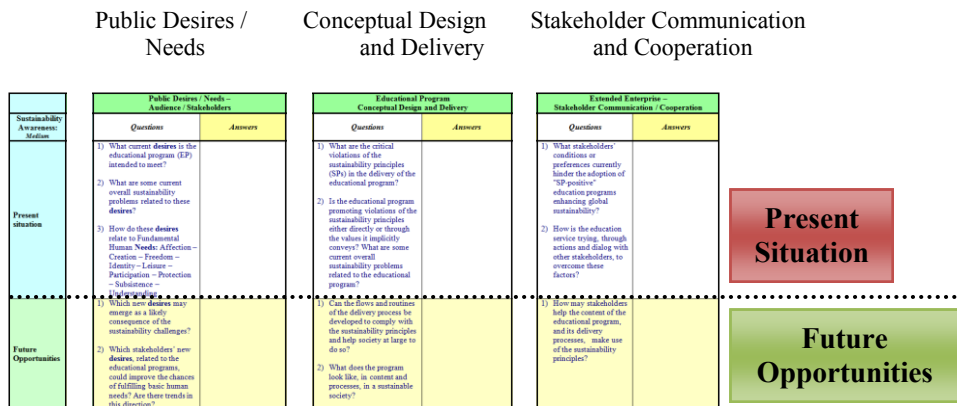 Public Desires /
Needs
Conceptual Design
and Delivery
Stakeholder Communication
and Cooperation
Public Desires / Needs –
Audience / Stakeholders
Educational Program
Conceptual Design and Delivery
Extended Enterprise –
Stakeholder Communication / Cooperation
Sustainability
Awareness:
Medium
Questions
Answers
Questions
Answers
Questions
Answers
Present
situation
1) What current desires is the
educational program (EP)
intended to meet?
2) What are some current
overall sustainability
problems related to these
desires?
3) How do these desires
relate to Fundamental
Human Needs: Affection –
Creation – Freedom –
Identity – Leisure –
Participation – Protection
– Subsistence –
Understanding
1) What are the critical
violations of the
sustainability principles
(SPs) in the delivery of the
educational program?
2) Is the educational program
promoting violations of the
sustainability principles
either directly or through
the values it implicitly
conveys? What are some
current overall
sustainability problems
related to the educational
program?
1) What stakeholders'
conditions or
preferences currently
hinder the adoption of
"SP-positive"
education programs
enhancing global
sustainability?
2) How is the education
service trying, through
actions and dialog with
other stakeholders, to
overcome these
factors?
Present
Situation
Future
Opportunities
1) Which new desires may
emerge as a likely
consequence of the
sustainability challenges?
2) Which stakeholders' new
desires, related to the
educational programs,
could improve the chances
of fulfilling basic human
needs? Are there trends in
this direction?
1) Can the flows and routines
of the delivery process be
developed to comply with
the sustainability principles
and help society at large to
do so?
2) What does the program
look like, in content and
processes, in a sustainable
society?
1) How may stakeholders
help the content of the
educational program,
and its delivery
processes, make use
of the sustainability
principles?
Future
Opportunities